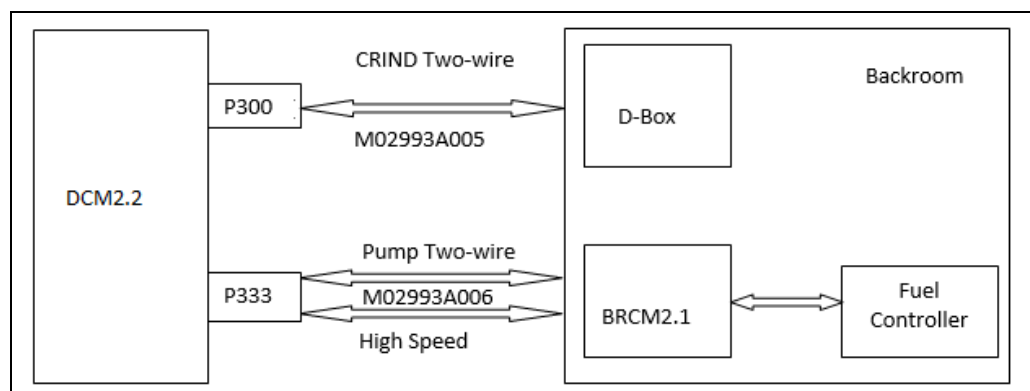 CRIND Two-wire
Backroom
P300
D-Box
M02993A005
DCM2.2
Pump Two-wire
P333
M02993A006
BRCM2.1
Fuel
Controller
High Speed